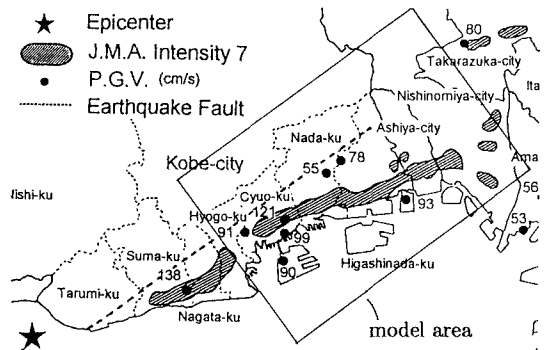 Epicenter
J.M.A. Intensity 7
P.G.V. (cm/s)
Earthquake Fault
80
Takarazuka-city
Nishinomiya-city
Ita
Ashiya-city
Nada-ku
Kobe-city
78
55
Ama
Nishi-ku
Cyuo-ku
56
Hyogo-ku
121
93
91
99
53
Suma-ku
138
90
Higashinada-ku
Tarumi-ku
Nagata-ku
model area